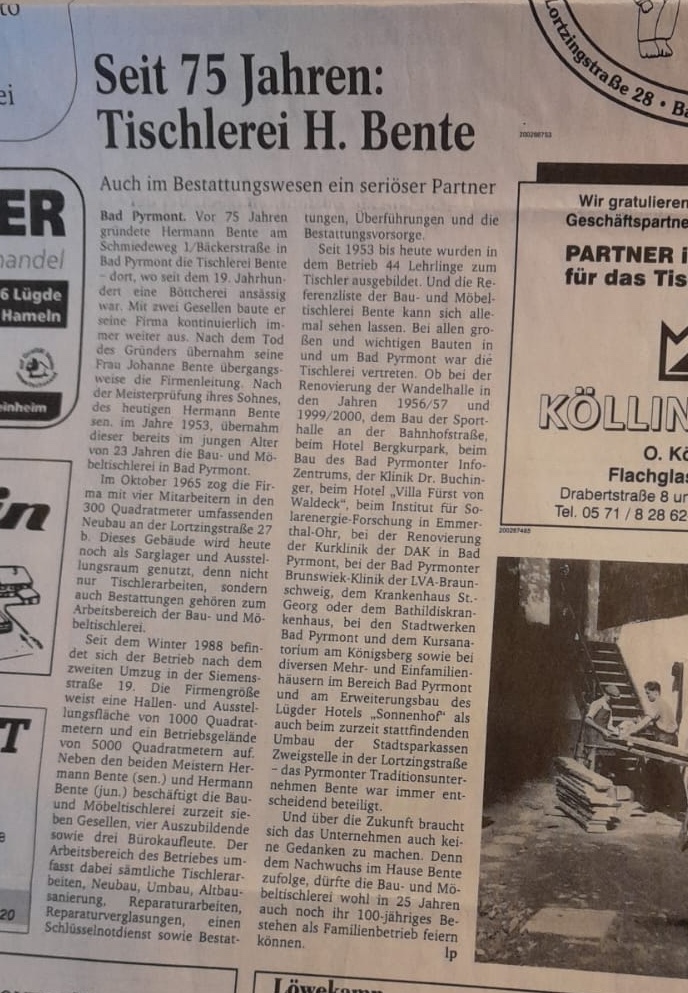 Seit 75 Jahren:
Tischlerei H. Bente
Auch im Bestattungswesen ein seriöser Partner
Bad Pyrmont. Vor 75 Jahren
gründete Hermann Bente am
Schmiedeweg 1/Bäckerstraße in
Bad Pyrmont die Tischlerei Bente
– dort, wo seit dem 19. Jahrhun-
dert eine Böttcherei ansässig
war. Mit zwei Gesellen baute er
seine Firma kontinuierlich im-
mer weiter aus. Nach dem Tod
des Gründers übernahm seine
Frau Johanne Bente übergangs-
weise die Firmenleitung. Nach
der Meisterprüfung ihres Sohnes,
des heutigen Hermann Bente
sen. im Jahre 1953, übernahm
dieser bereits im jungen Alter
von 23 Jahren die Bau- und Mö-
beltischlerei in Bad Pyrmont.
Im Oktober 1965 zog die Fir-
ma mit vier Mitarbeitern in den
300 Quadratmeter umfassenden
Neubau an der Lortzingstraße 27
b. Dieses Gebäude wird heute
noch als Sarglager und Ausstel-
lungsraum genutzt, denn nicht
nur Tischlerarbeiten, sondern
auch Bestattungen gehören zum
Arbeitsbereich der Bau- und Mö-
beltischlerei.
Seit dem Winter 1988 befin-
det sich der Betrieb nach dem
zweiten Umzug in der Siemens-
straße 19. Die Firmengröße
weist eine Hallen- und Ausstel-
lungsfläche von 1000 Quadrat-
metern und ein Betriebsgelände
von 5000 Quadratmetern auf.
Neben den beiden Meistern Her-
mann Bente (sen.) und Hermann
Bente (jun.) beschäftigt die Bau-
und Möbeltischlerei zurzeit sie-
ben Gesellen, vier Auszubildende
sowie drei Bürokaufleute. Der
Arbeitsbereich des Betriebes um-
fasst dabei sämtliche Tischlerar-
beiten, Neubau, Umbau, Altbau-
sanierung, Reparaturarbeiten,
Reparaturverglasungen, einen
Schlüsselnotdienst sowie Bestat-
tungen, Überführungen und die
Bestattungsvorsorge.
Seit 1953 bis heute wurden in
dem Betrieb 44 Lehrlinge zum
Tischler ausgebildet. Und die Re-
ferenzliste der Bau- und Möbel-
tischlerei Bente kann sich alle-
mal sehen lassen. Bei allen gro-
ßen und wichtigen Bauten in
und um Bad Pyrmont war die
Tischlerei vertreten. Ob bei der
Renovierung der Wandelhalle in
den Jahren 1956/57 und
1999/2000, dem Bau der Sport-
halle an der Bahnhofstraße,
beim Hotel Bergkurpark, beim
Bau des Bad Pyrmonter Info-
Zentrums, der Klinik Dr. Buchin-
ger, beim Hotel „Villa Fürst von
Waldeck“, beim Institut für So-
larenergie-Forschung in Emmer-
thal-Ohr, bei der Renovierung
der Kurklinik der DAK in Bad
Pyrmont, bei der Bad Pyrmonter
Brunswiek-Klinik der LVA-Braun-
schweig, dem Krankenhaus St.-
Georg oder dem Bathildiskran-
kenhaus, bei den Stadtwerken
Bad Pyrmont und dem Kursana-
torium am Königsberg sowie bei
diversen Mehr- und Einfamilien-
häusern im Bereich Bad Pyrmont
und am Erweiterungsbau des
Lügder Hotels „Sonnenhof“ als
auch beim zurzeit stattfindenden
Umbau der Stadtsparkassen
Zweigstelle in der Lortzingstraße
– das Pyrmonter Traditionsunter-
nehmen Bente war immer ent-
scheidend beteiligt.
Und über die Zukunft braucht
sich das Unternehmen auch kei-
ne Gedanken zu machen. Denn
dem Nachwuchs im Hause Bente
zufolge, dürfte die Bau- und Mö-
beltischlerei wohl in 25 Jahren
auch noch ihr 100-jähriges Be-
stehen als Familienbetrieb feiern
können.
lp
ei
ER
handel
6 Lügde
Hameln
einheim
in
T
20
Lortzingstraße 28 • Ba
200298753
Wir gratulieren
Geschäftspartne
PARTNER i
für das Tis
KÖLLIN
O. Kö
Flachglas
Drabertstraße 8 un
Tel. 05 71 / 8 28 62
200287485
Löwekamp